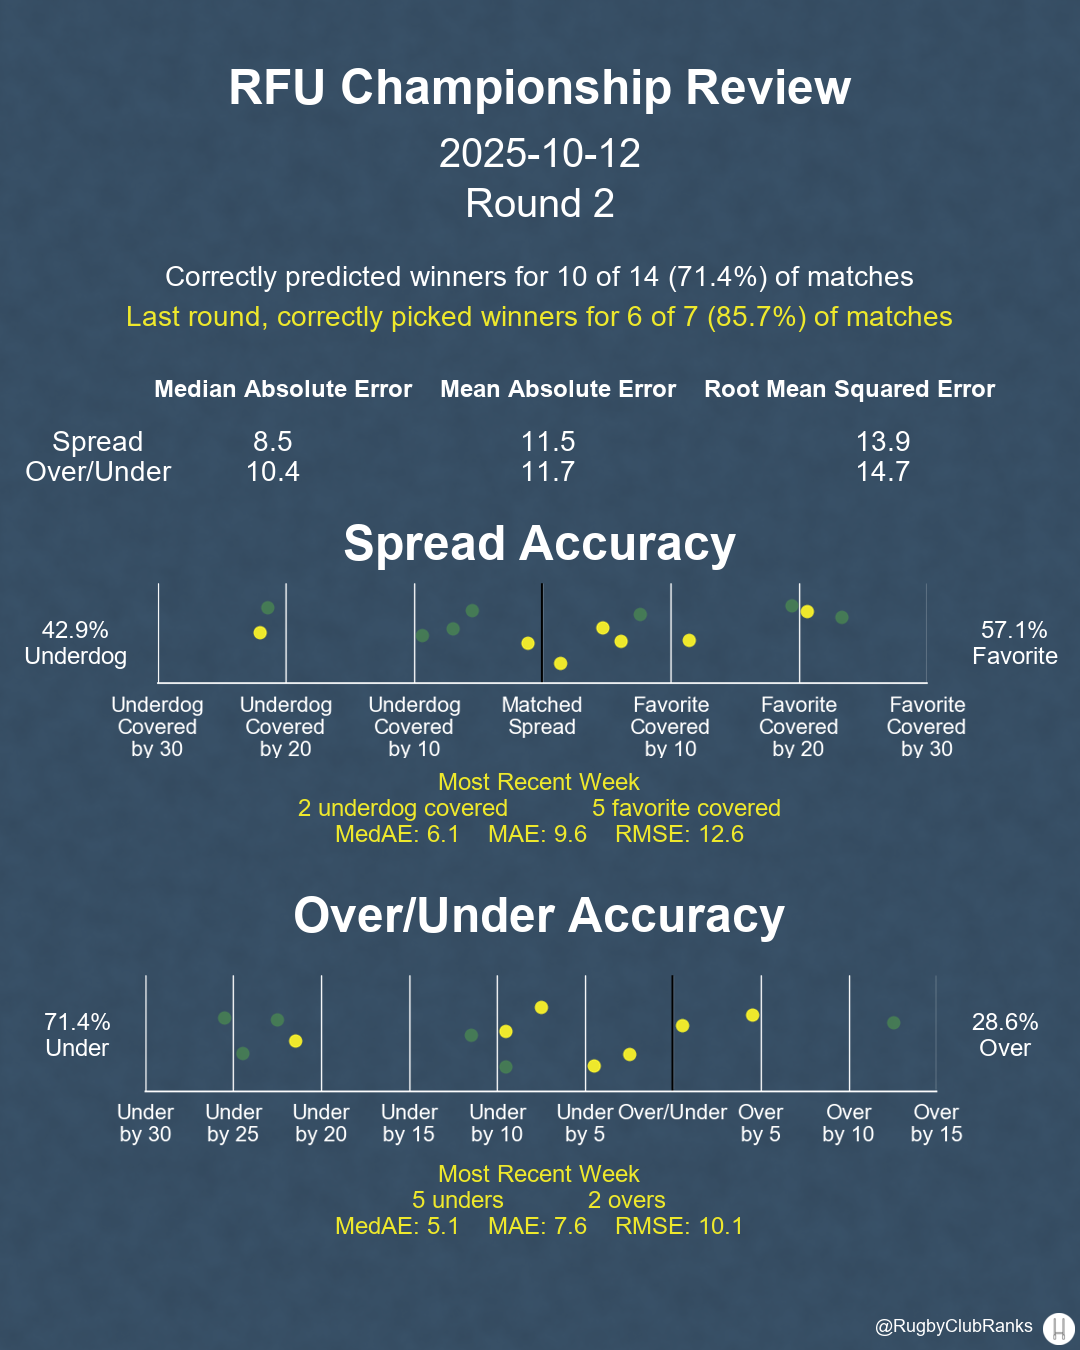 RFU Championship Review
2025-10-12
Round 2
Correctly predicted winners for 10 of 14 (71.4%) of matches
Last round, correctly picked winners for 6 of 7 (85.7%) of matches
Median Absolute Error Mean Absolute Error Root Mean Squared Error
Spread 8.5 11.5 13.9
Over/Under 10.4 11.7 14.7
Spread Accuracy
42.9%
Underdog
57.1%
Favorite
Underdog Covered by 30
Underdog Covered by 20
Underdog Covered by 10
Matched Spread
Favorite Covered by 10
Favorite Covered by 20
Favorite Covered by 30
Most Recent Week
2 underdog covered 5 favorite covered
MedAE: 6.1 MAE: 9.6 RMSE: 12.6
Over/Under Accuracy
71.4%
Under
28.6%
Over
Under by 30
Under by 25
Under by 20
Under by 15
Under by 10
Under by 5
Over/Under
Over by 5
Over by 10
Over by 15
Most Recent Week
5 unders 2 overs
MedAE: 5.1 MAE: 7.6 RMSE: 10.1
@RugbyClubRanks